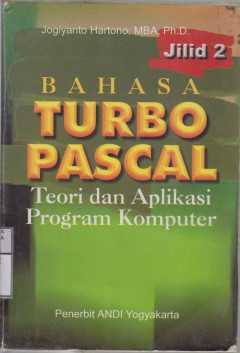 Jogiyanto Hartono, MBA, Ph.D.
Jilid 2
BAHASA
TURBO
PASCAL
Teori dan Aplikasi
Program Komputer
Penerbit ANDI Yogyakarta